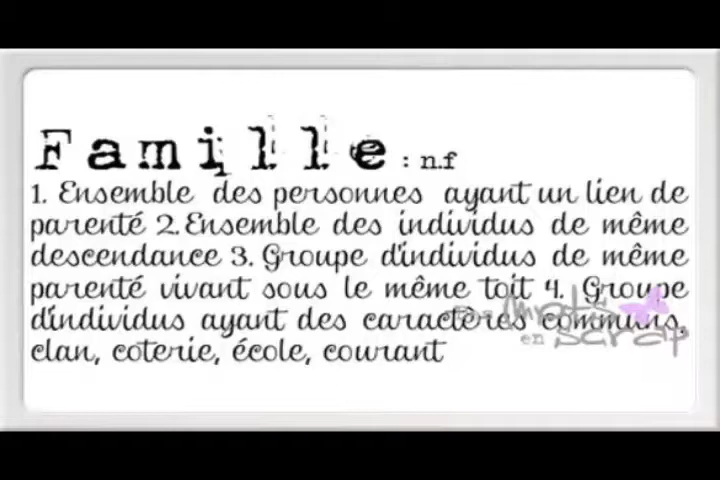 Famille : n.f
1. Ensemble des personnes ayant un lien de
parenté 2. Ensemble des individus de même
descendance 3. Groupe d'individus de même
parenté vivant sous le même toit 4. Groupe
d'individus ayant des caractères communs,
clan, coterie, école, courant
en Scrap